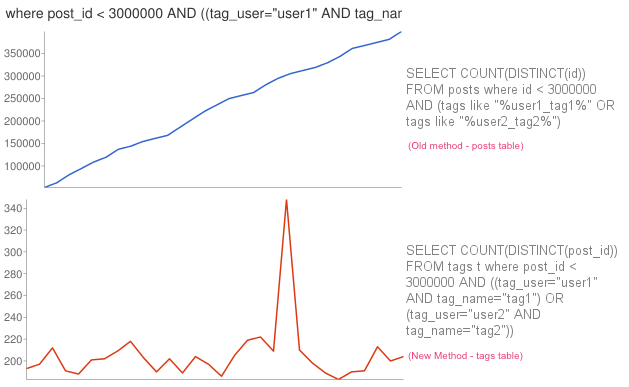 where post_id < 3000000 AND ((tag_user="user1" AND tag_nar
350000
300000
250000
200000
150000
100000
SELECT COUNT(DISTINCT(id))
FROM posts where id < 3000000
AND (tags like "%user1_tag1%" OR
tags like "%user2_tag2%")
(Old method - posts table)
340
320
300
280
260
240
220
200
SELECT COUNT(DISTINCT(post_id))
FROM tags t where post_id <
3000000 AND ((tag_user="user1"
AND tag_name="tag1") OR
(tag_user="user2" AND
tag_name="tag2"))
(New Method - tags table)